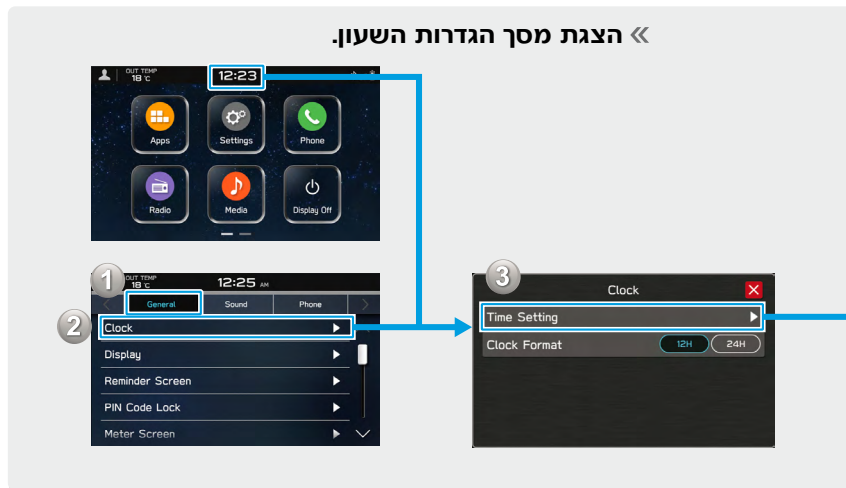 » הצגת מסך הגדרות השעון.
OUT TEMP
18 °C
12:23
Apps
Settings
Phone
Radio
Media
Display Off
1
OUT TEMP
18 °C
12:25 AM
General
Sound
Phone
2
Clock
Display
Reminder Screen
PIN Code Lock
Meter Screen
3
Clock
Time Setting
Clock Format
12H
24H